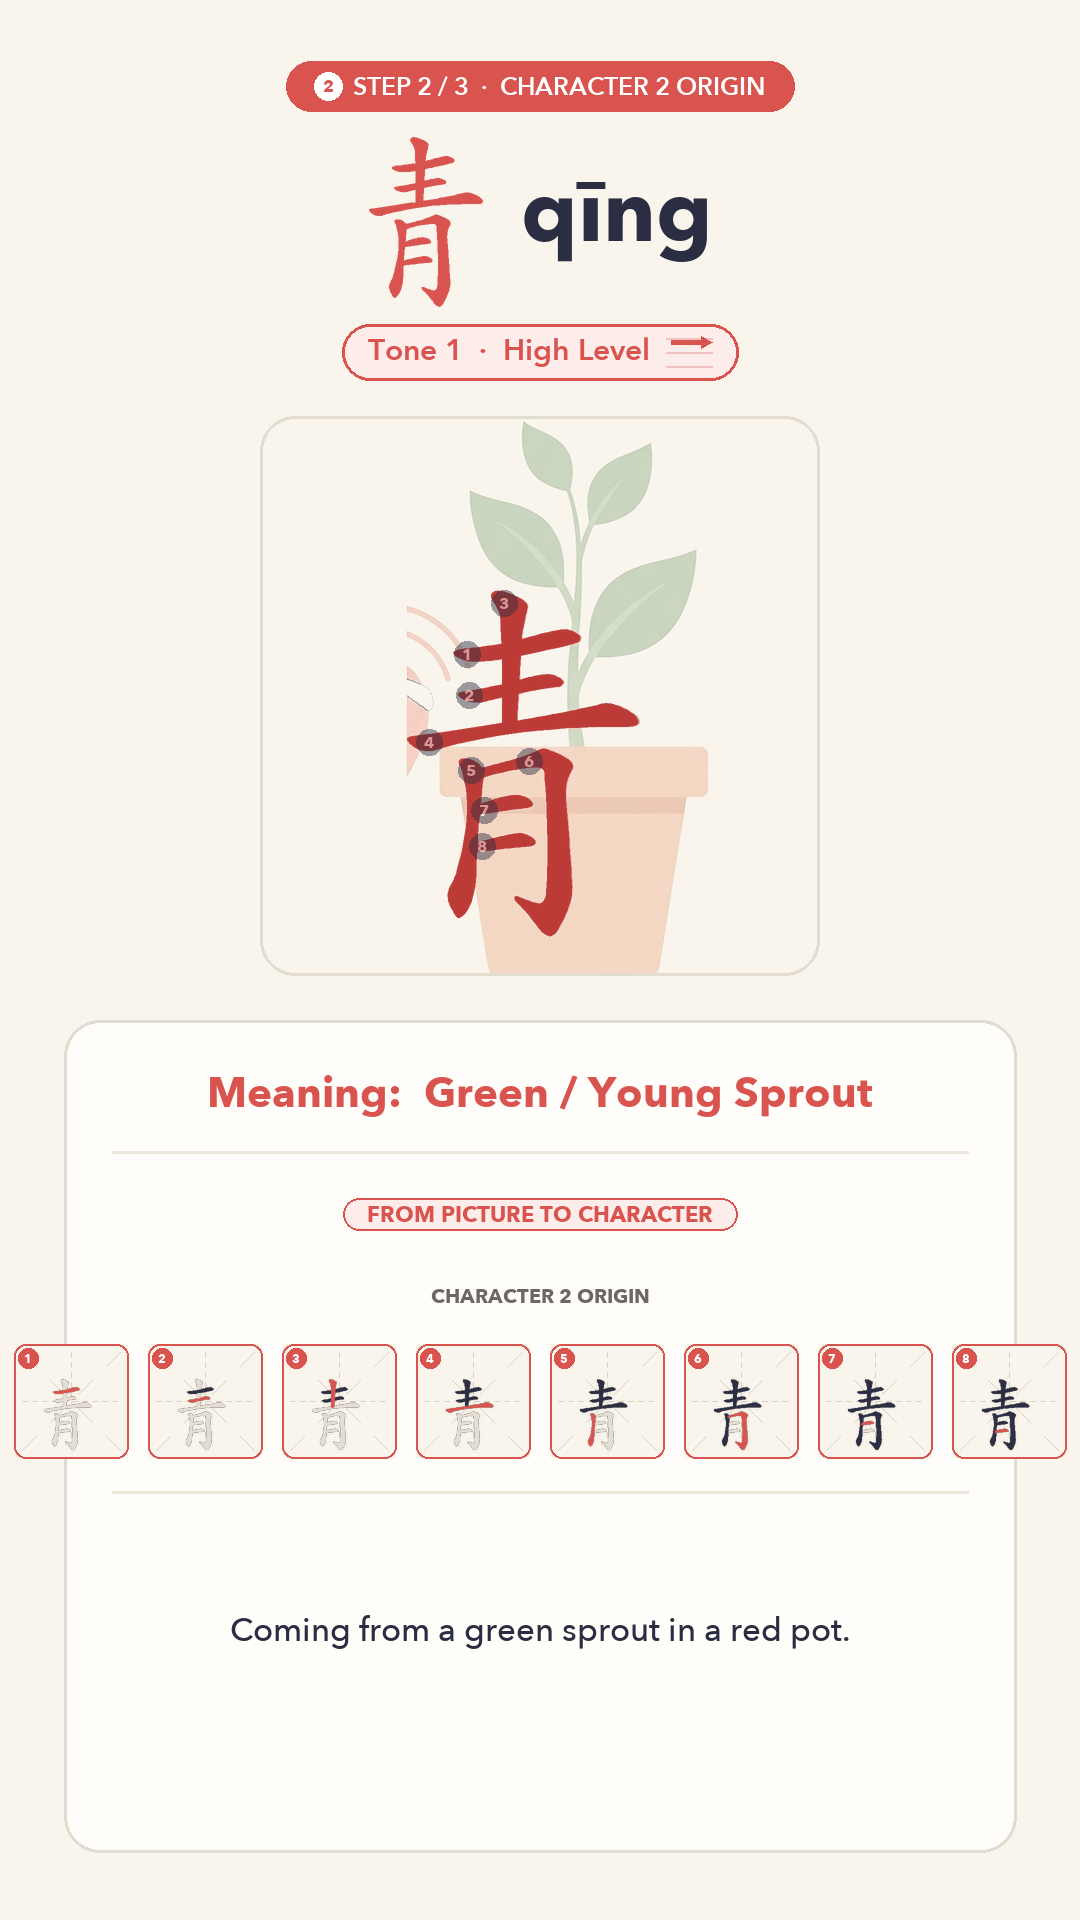 2 STEP 2 / 3 · CHARACTER 2 ORIGIN
青 qīng
Tone 1 · High Level
3
1
2
青
4
5
6
7
8
Meaning: Green / Young Sprout
FROM PICTURE TO CHARACTER
CHARACTER 2 ORIGIN
1 2 3 4 5 6 7 8
青 青 青 青 青 青 青 青
Coming from a green sprout in a red pot.